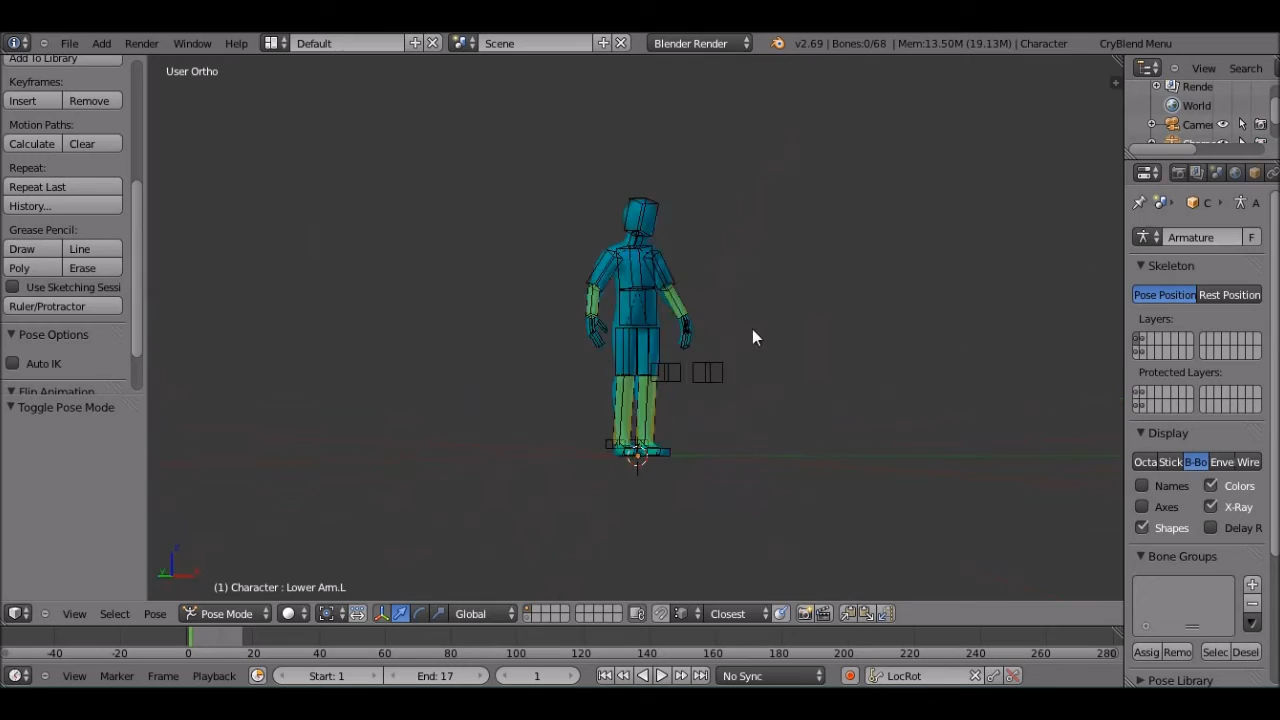 File Add Render Window Help Default Scene Blender Render v2.69 | Bones:0/68 | Mem:13.50M (19.13M) | Character CryBlend Menu
Add To Library
Keyframes:
Insert Remove
Motion Paths:
Calculate Clear
Repeat:
Repeat Last
History...
Grease Pencil:
Draw Line
Poly Erase
Use Sketching Sessi
Ruler/Protractor
Pose Options
Auto IK
Flip Animation
Toggle Pose Mode
User Ortho
(1) Character : Lower Arm.L
View Search
Rende
World
Camer
C A
Armature F
Skeleton
Pose Position Rest Position
Layers:
Protected Layers:
Display
Octa Stick B-Bo Enve Wire
Names Colors
Axes X-Ray
Shapes Delay R
Bone Groups
Assig Remo Selec Desel
Pose Library
View Select Pose Pose Mode Global Closest
-40 -20 0 20 40 60 80 100 120 140 160 180 200 220 240 260 280
View Marker Frame Playback Start: 1 End: 17 1 No Sync LocRot